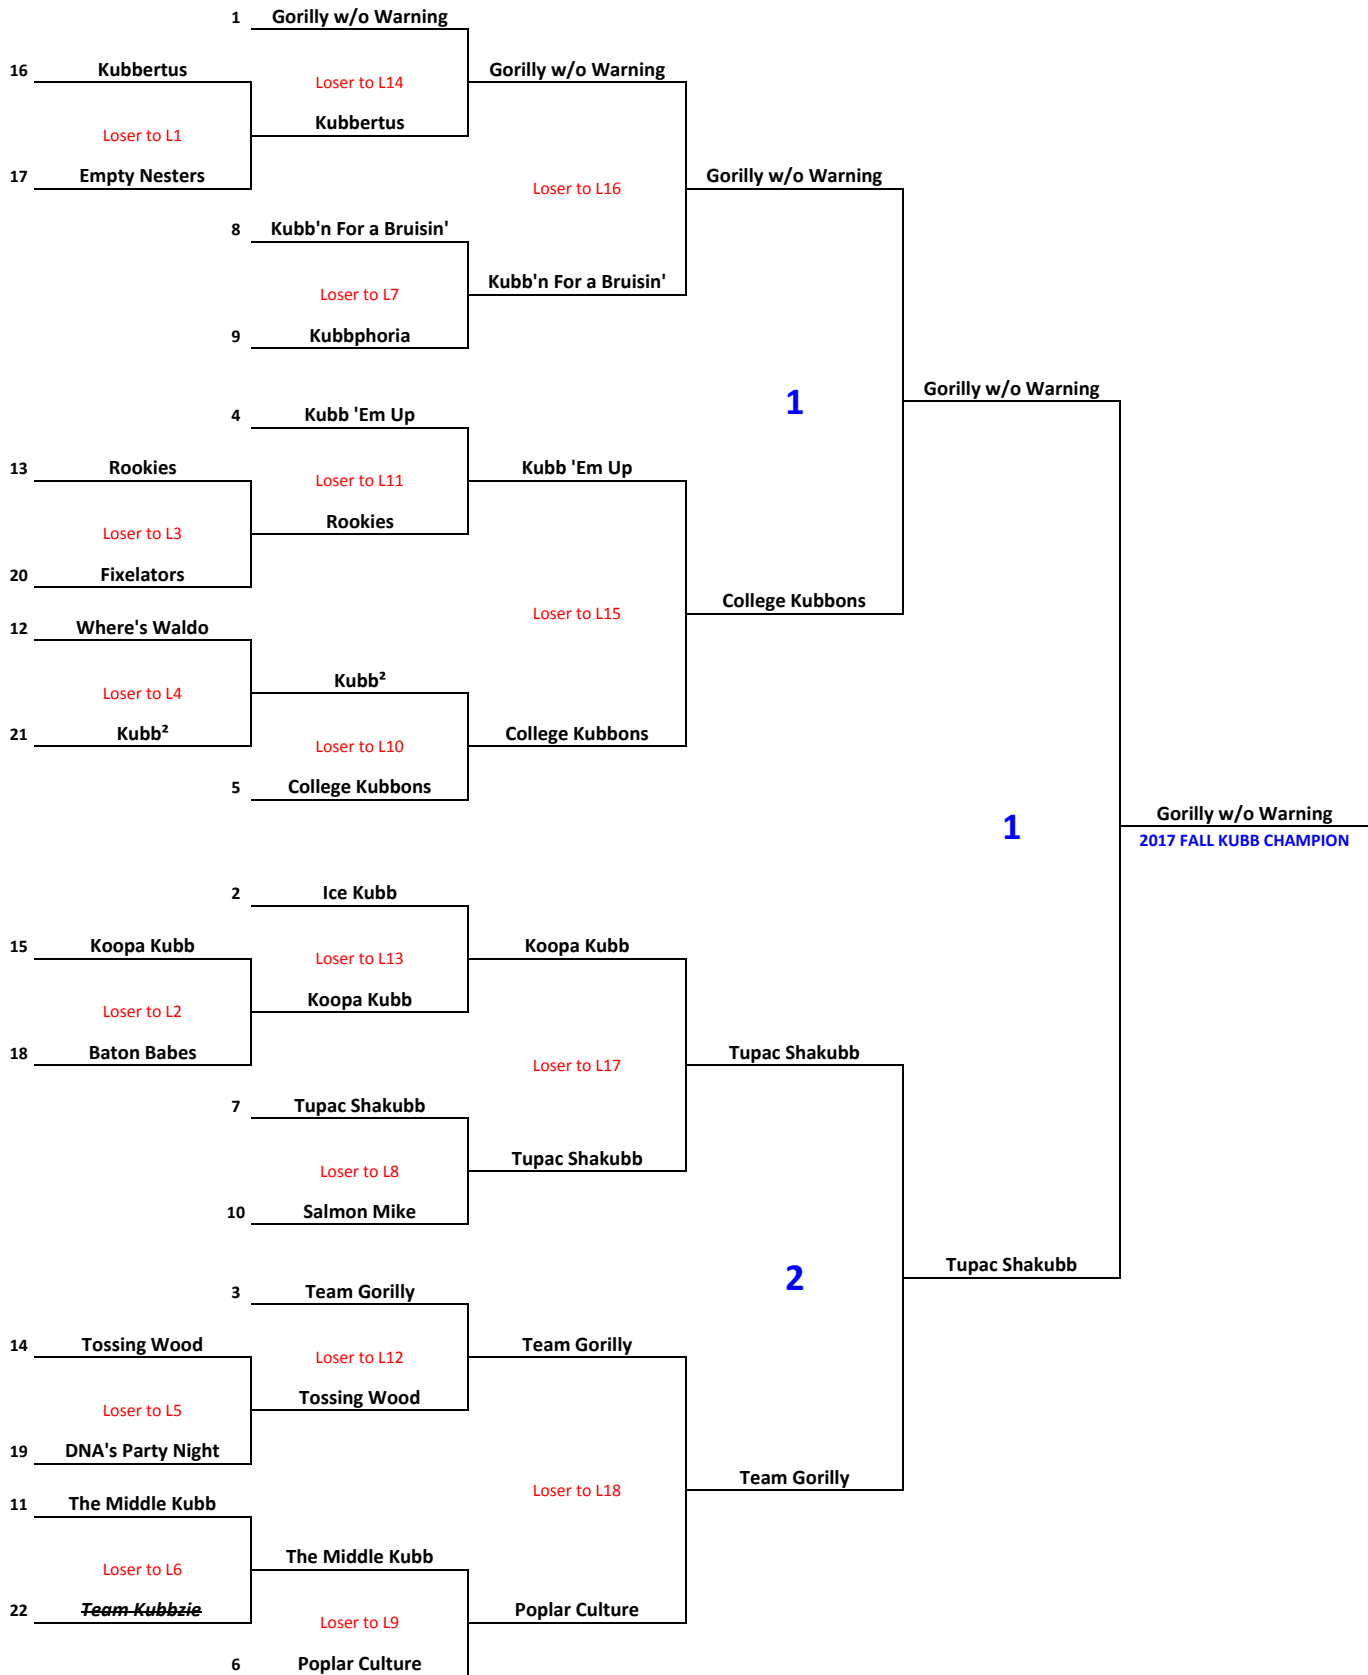 1 Gorilly w/o Warning
16 Kubbertus
Loser to L14
Gorilly w/o Warning
Kubbertus
Loser to L1
17 Empty Nesters
Loser to L16
Gorilly w/o Warning
8 Kubb'n For a Bruisin'
Loser to L7
Kubb'n For a Bruisin'
9 Kubbphoria
1
Gorilly w/o Warning
4 Kubb 'Em Up
13 Rookies
Loser to L11
Kubb 'Em Up
Rookies
Loser to L3
20 Fixelators
Loser to L15
College Kubbons
12 Where's Waldo
Kubb²
Loser to L4
21 Kubb²
Loser to L10
College Kubbons
5 College Kubbons
1
Gorilly w/o Warning
2017 FALL KUBB CHAMPION
2 Ice Kubb
15 Koopa Kubb
Loser to L13
Koopa Kubb
Koopa Kubb
Loser to L2
18 Baton Babes
Loser to L17
Tupac Shakubb
7 Tupac Shakubb
Loser to L8
Tupac Shakubb
10 Salmon Mike
2
Tupac Shakubb
3 Team Gorilly
14 Tossing Wood
Loser to L12
Team Gorilly
Tossing Wood
Loser to L5
19 DNA's Party Night
Loser to L18
Team Gorilly
11 The Middle Kubb
The Middle Kubb
Loser to L6
22 Team Kubbzie
Loser to L9
Poplar Culture
6 Poplar Culture